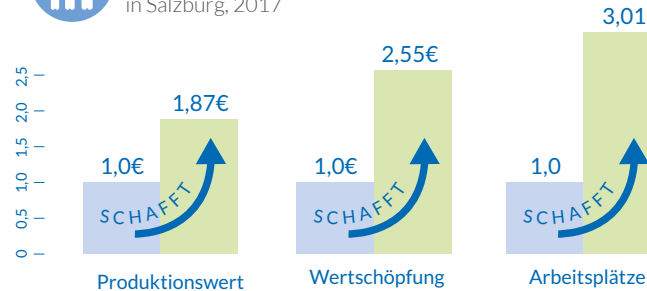 in Salzburg, 2017
3,01
2,55€
1,87€
1,0€
1,0€
1,0
2,5
2,0
1,5
1,0
0,5
0
SCHAFFT
SCHAFFT
SCHAFFT
Produktionswert
Wertschöpfung
Arbeitsplätze